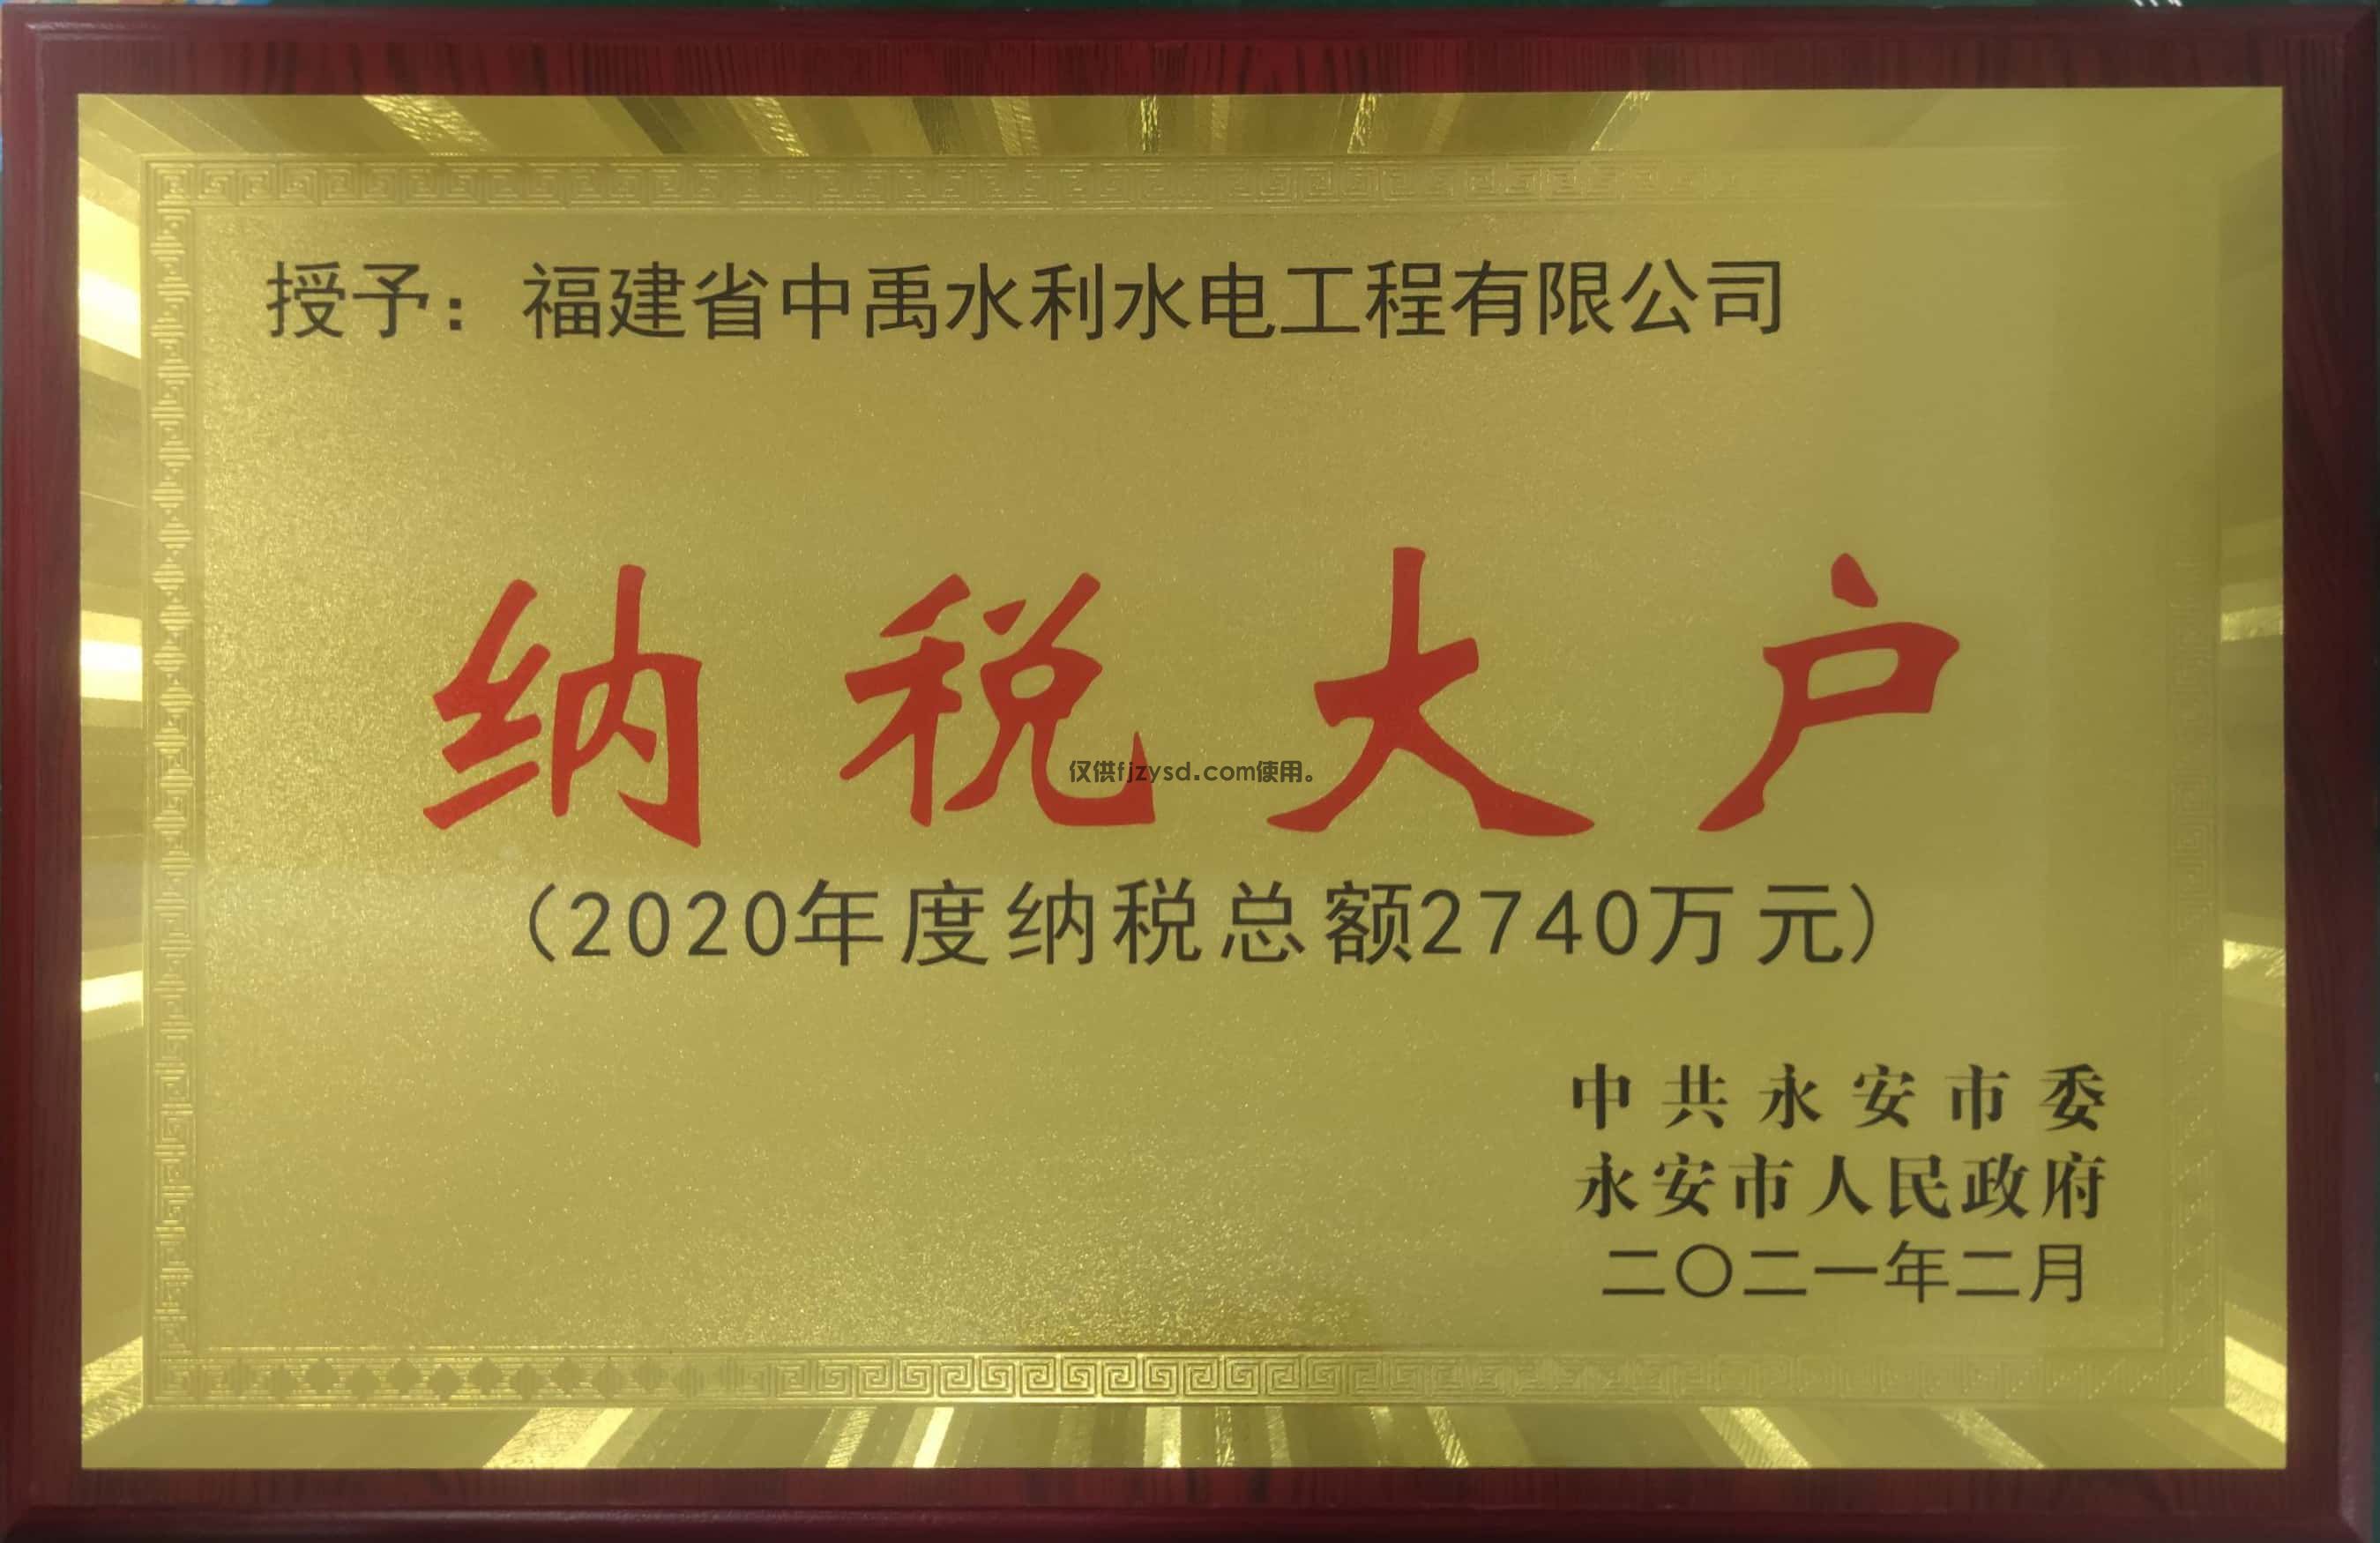 授予：福建省中禹水利水电工程有限公司
纳税大户
仅供fjzysd.com使用。
(2020年度纳税总额2740万元)
中共永安市委
永安市人民政府
二〇二一年二月